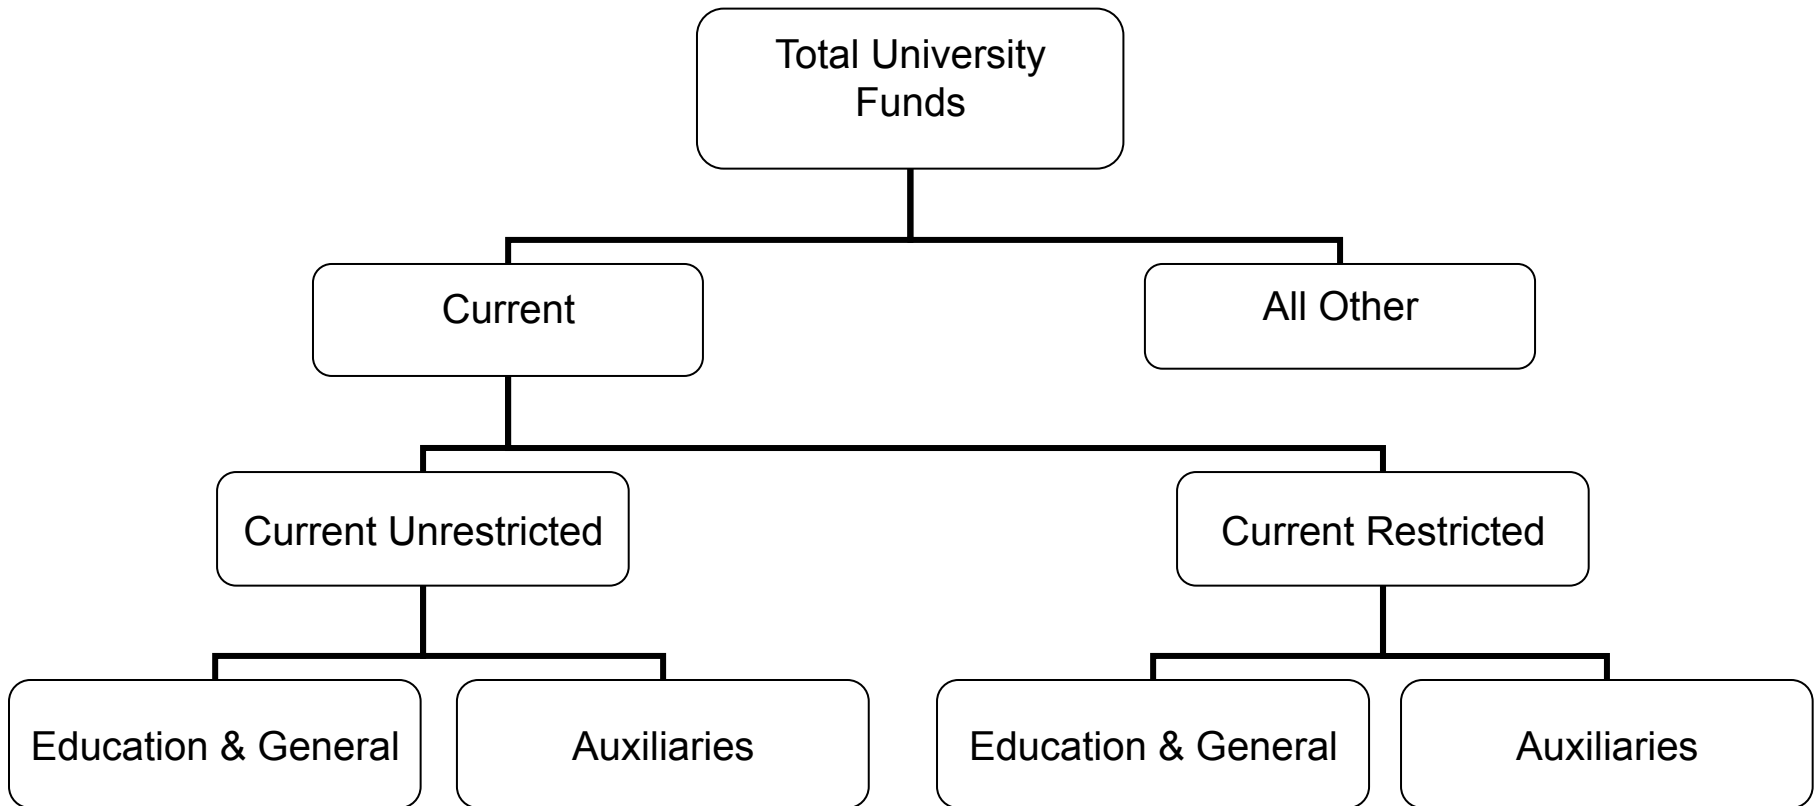 Total University
Funds
Current
All Other
Current Unrestricted
Current Restricted
Education & General
Auxiliaries
Education & General
Auxiliaries